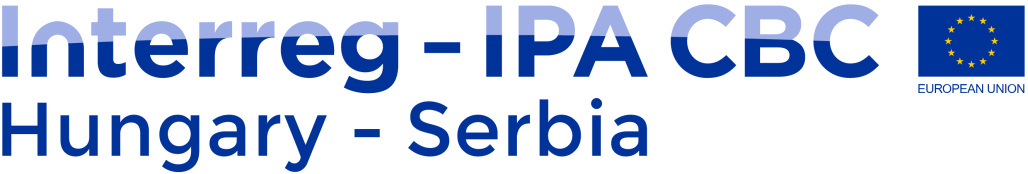 Interreg - IPA CBC
EUROPEAN UNION
Hungary - Serbia